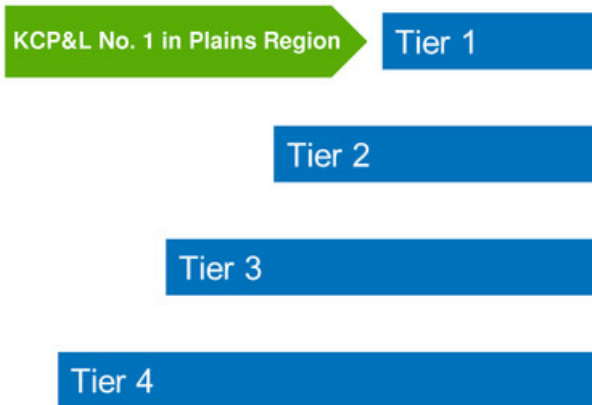 KCP&L No. 1 in Plains Region
Tier 1
Tier 2
Tier 3
Tier 4